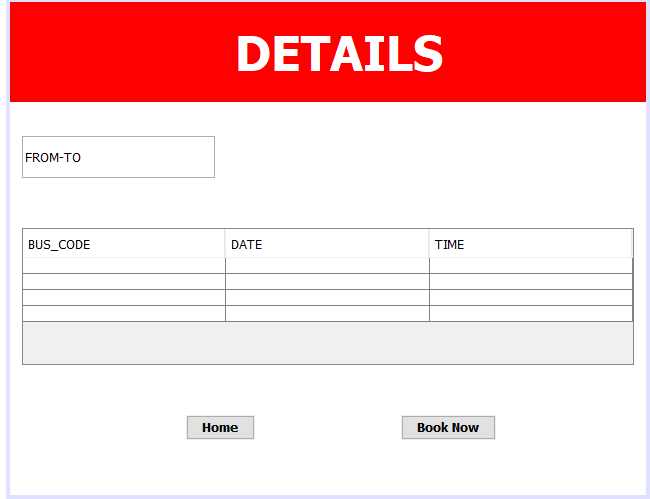 DETAILS
FROM-TO
BUS_CODE DATE TIME
Home Book Now